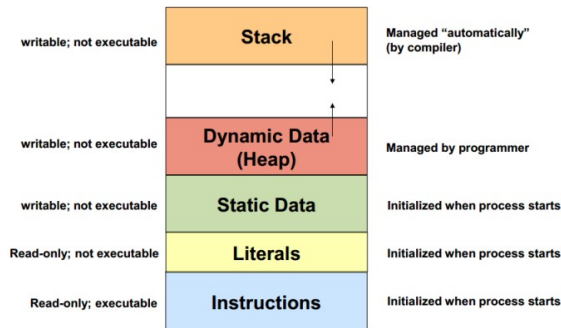 writable; not executable
Stack
Managed “automatically”
(by compiler)
writable; not executable
Dynamic Data
(Heap)
Managed by programmer
writable; not executable
Static Data
Initialized when process starts
Read-only; not executable
Literals
Initialized when process starts
Read-only; executable
Instructions
Initialized when process starts